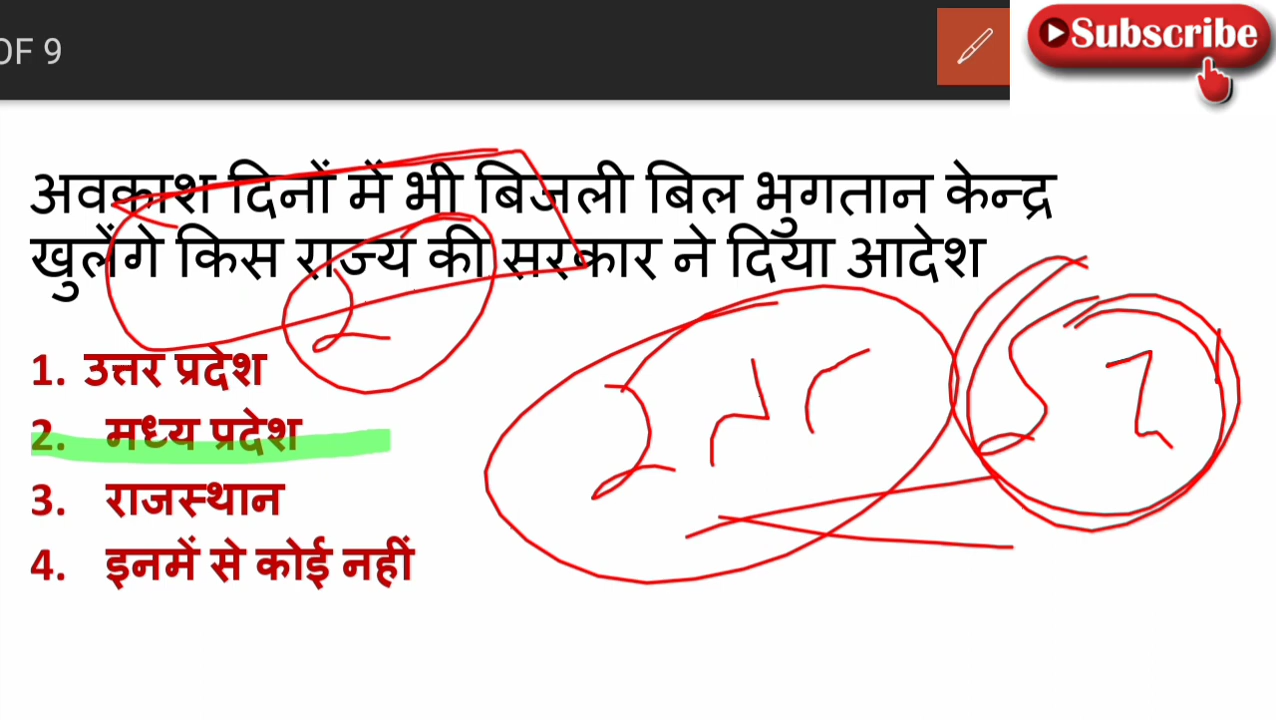 OF 9
Subscribe
अवकाश दिनों में भी बिजली बिल भुगतान केन्द्र
खुलेंगे किस राज्य की सरकार ने दिया आदेश
2
1. उत्तर प्रदेश
2. मध्य प्रदेश
3. राजस्थान
4. इनमें से कोई नहीं